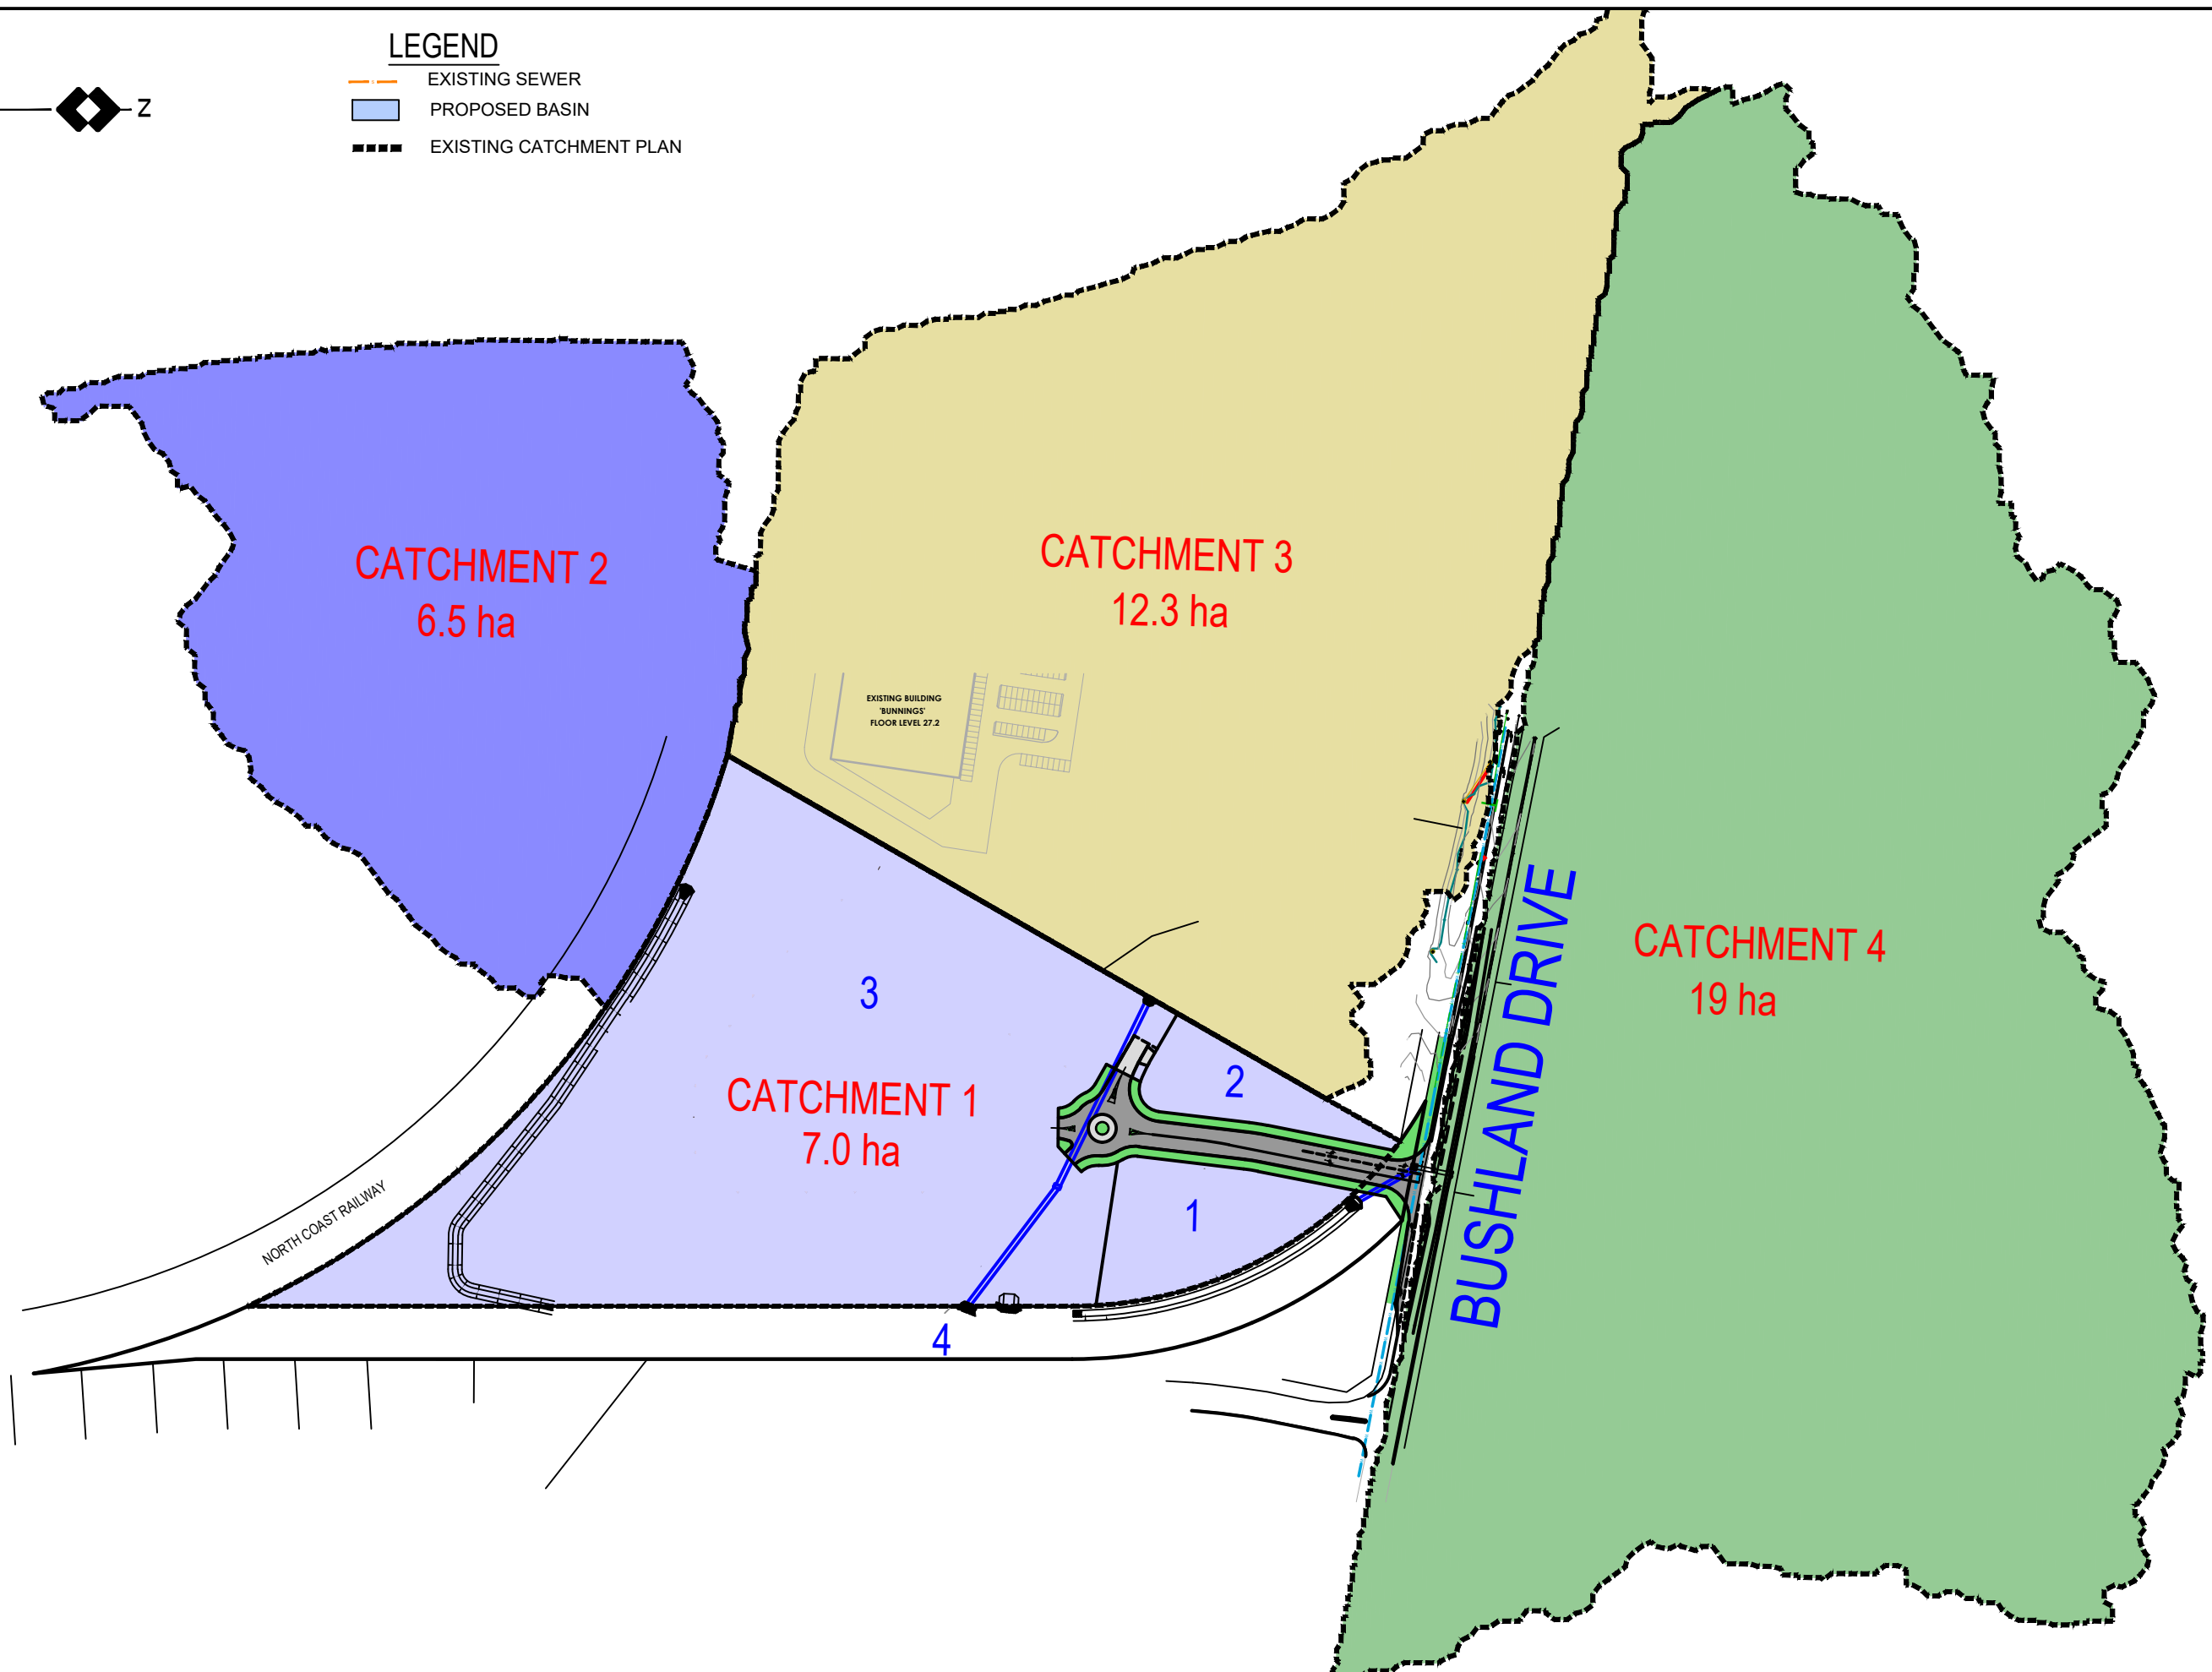 LEGEND
EXISTING SEWER
PROPOSED BASIN
EXISTING CATCHMENT PLAN
Z
CATCHMENT 2
6.5 ha
CATCHMENT 3
12.3 ha
EXISTING BUILDING
'BUNNINGS'
FLOOR LEVEL 27.2
CATCHMENT 4
19 ha
BUSHLAND DRIVE
3
2
CATCHMENT 1
7.0 ha
1
NORTH COAST RAILWAY
4